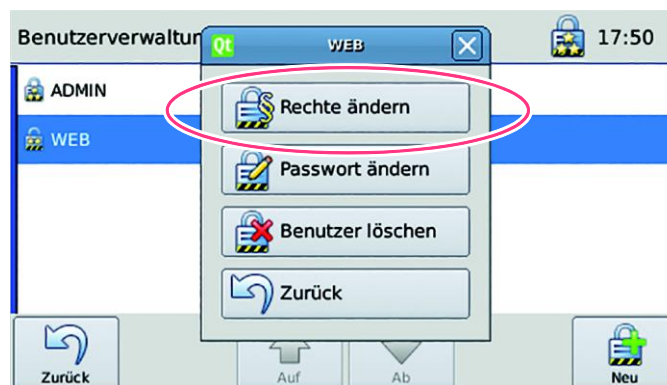 Benutzerverwaltun
Qt
WEB
17:50
ADMIN
WEB
Rechte ändern
Passwort ändern
Benutzer löschen
Zurück
Zurück
Auf
Ab
Neu